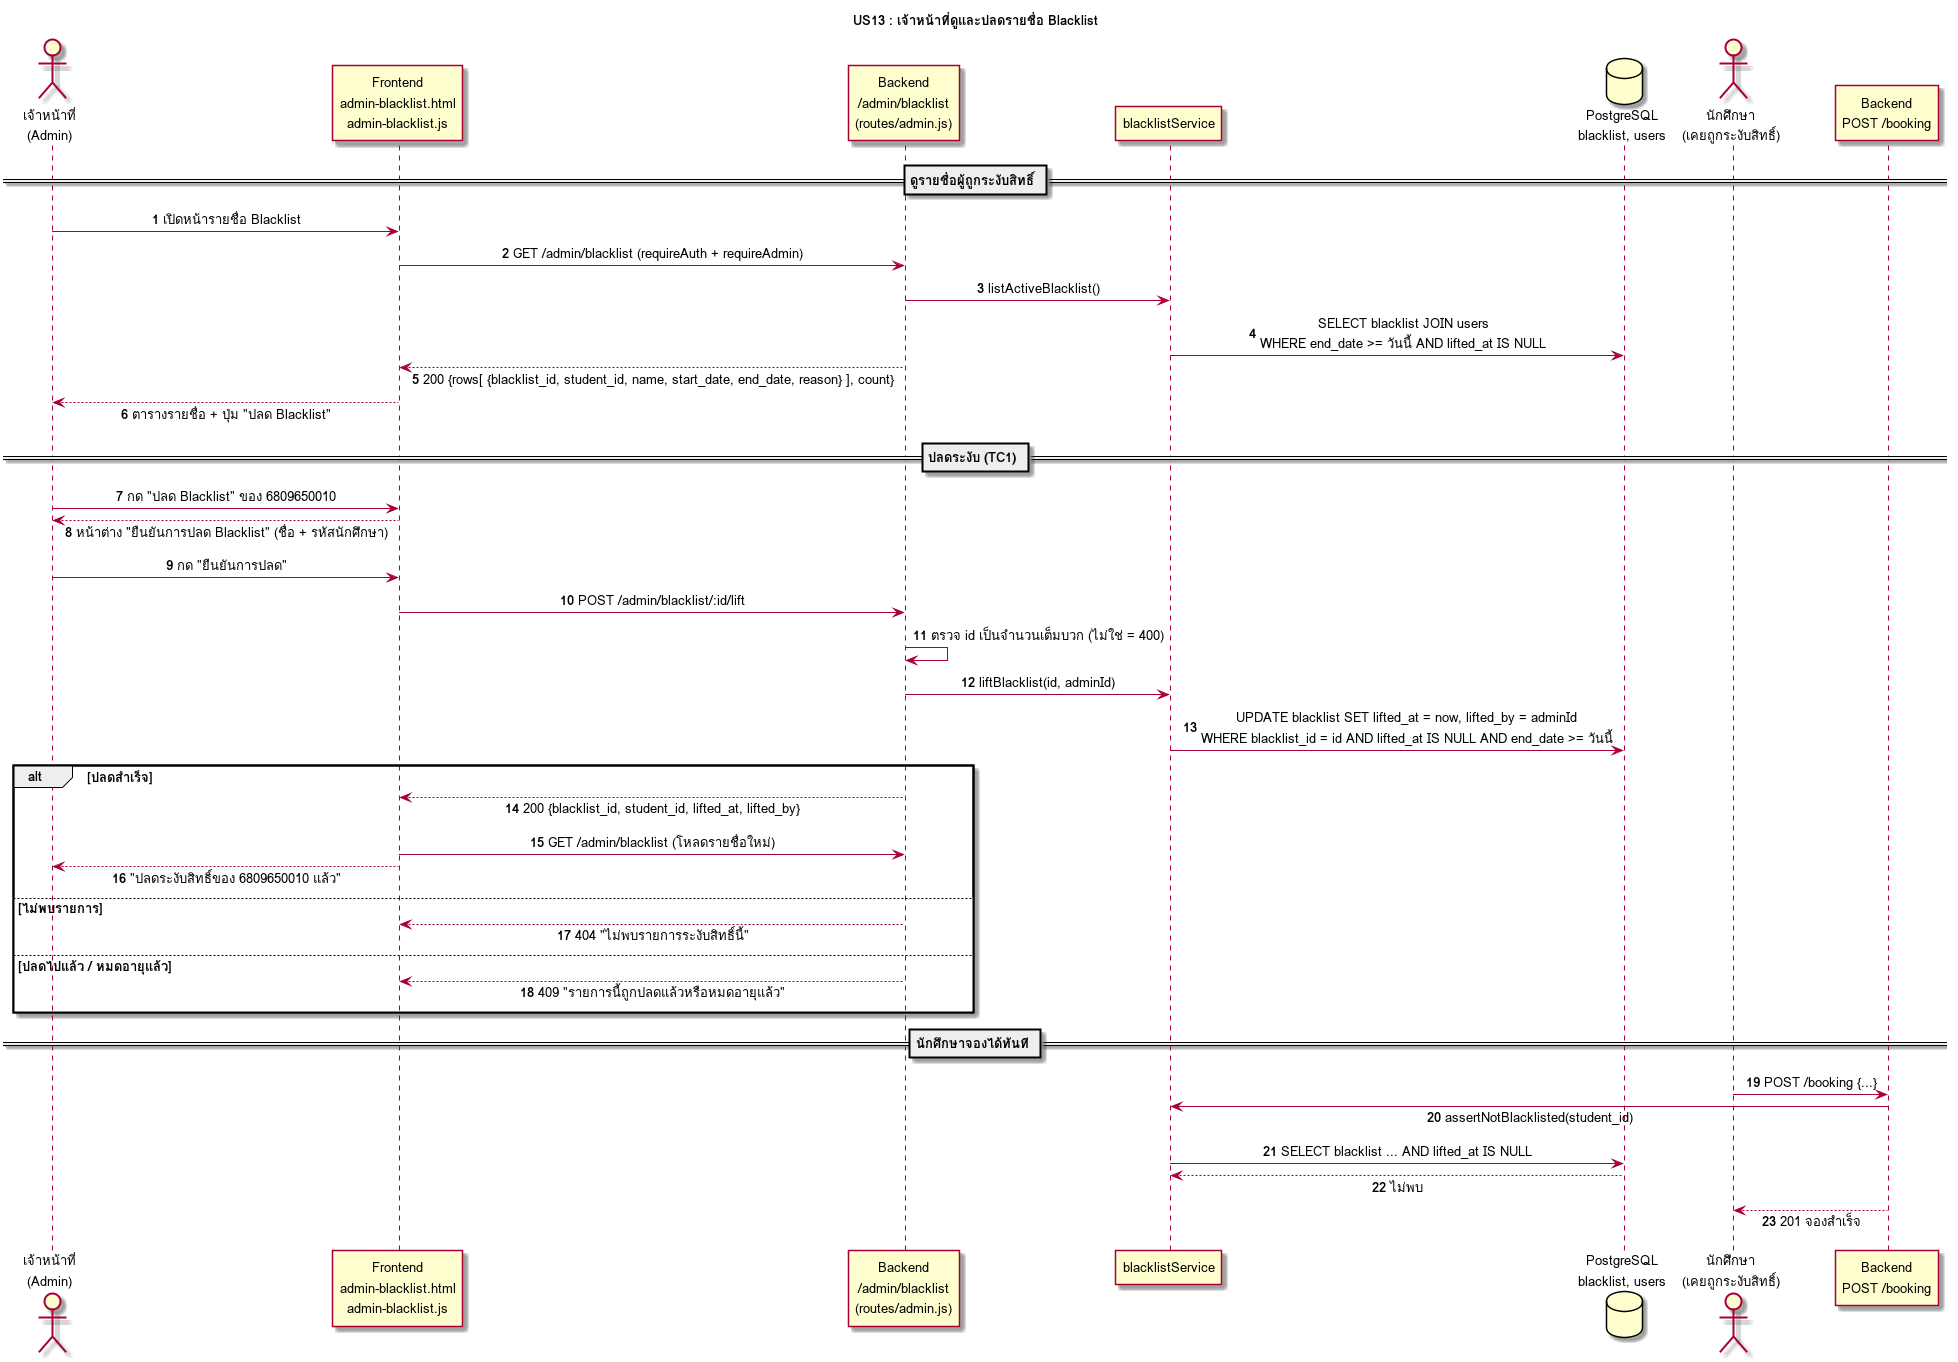 US13 : เจ้าหน้าที่ดูและปลดรายชื่อ Blacklist
เจ้าหน้าที่
(Admin)
Frontend
admin-blacklist.html
admin-blacklist.js
Backend
/admin/blacklist
(routes/admin.js)
blacklistService
PostgreSQL
blacklist, users
นักศึกษา
(เคยถูกระงับสิทธิ์)
Backend
POST /booking
ดูรายชื่อผู้ถูกระงับสิทธิ์
1 เปิดหน้ารายชื่อ Blacklist
2 GET /admin/blacklist (requireAuth + requireAdmin)
3 listActiveBlacklist()
4 SELECT blacklist JOIN users
WHERE end_date >= วันนี้ AND lifted_at IS NULL
5 200 {rows[ {blacklist_id, student_id, name, start_date, end_date, reason} ], count}
6 ตารางรายชื่อ + ปุ่ม "ปลด Blacklist"
ปลดระงับ (TC1)
7 กด "ปลด Blacklist" ของ 6809650010
8 หน้าต่าง "ยืนยันการปลด Blacklist" (ชื่อ + รหัสนักศึกษา)
9 กด "ยืนยันการปลด"
10 POST /admin/blacklist/:id/lift
11 ตรวจ id เป็นจำนวนเต็มบวก (ไม่ใช่ = 400)
12 liftBlacklist(id, adminId)
13 UPDATE blacklist SET lifted_at = now, lifted_by = adminId
WHERE blacklist_id = id AND lifted_at IS NULL AND end_date >= วันนี้
alt [ปลดสำเร็จ]
14 200 {blacklist_id, student_id, lifted_at, lifted_by}
15 GET /admin/blacklist (โหลดรายชื่อใหม่)
16 "ปลดระงับสิทธิ์ของ 6809650010 แล้ว"
[ไม่พบรายการ]
17 404 "ไม่พบรายการระงับสิทธิ์นี้"
[ปลดไปแล้ว / หมดอายุแล้ว]
18 409 "รายการนี้ถูกปลดแล้วหรือหมดอายุแล้ว"
นักศึกษาจองได้ทันที
19 POST /booking {...}
20 assertNotBlacklisted(student_id)
21 SELECT blacklist ... AND lifted_at IS NULL
22 ไม่พบ
23 201 จองสำเร็จ
เจ้าหน้าที่
(Admin)
Frontend
admin-blacklist.html
admin-blacklist.js
Backend
/admin/blacklist
(routes/admin.js)
blacklistService
PostgreSQL
blacklist, users
นักศึกษา
(เคยถูกระงับสิทธิ์)
Backend
POST /booking